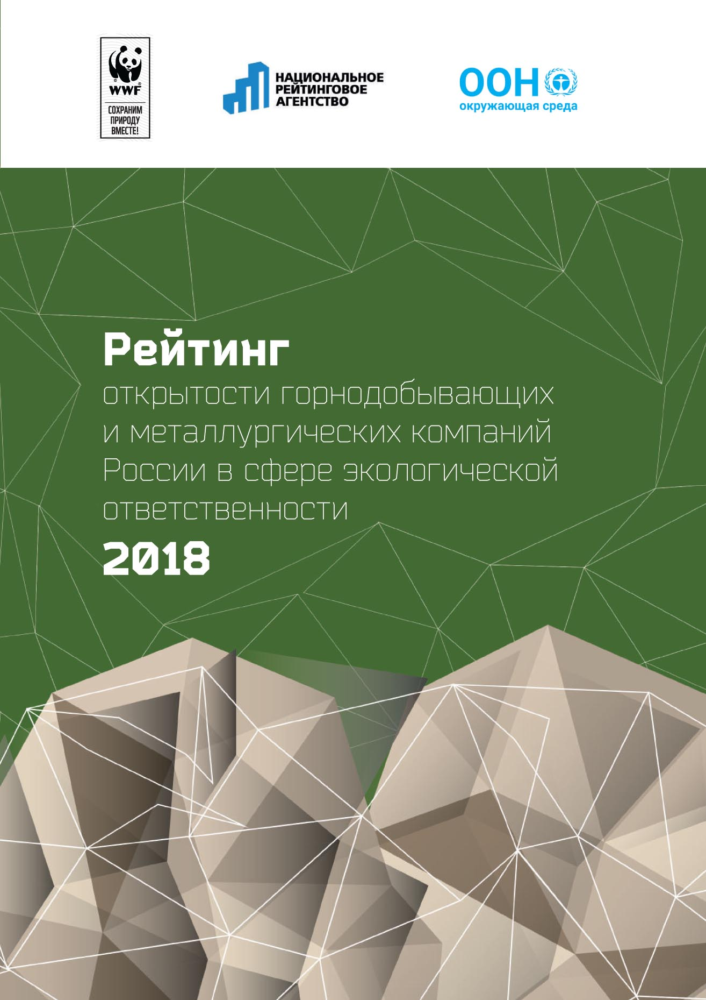 WWF
СОХРАНИМ
ПРИРОДУ
ВМЕСТЕ!
НАЦИОНАЛЬНОЕ
РЕЙТИНГОВОЕ
АГЕНТСТВО
ООН
окружающая среда
Рейтинг
открытости горнодобывающих
и металлургических компаний
России в сфере экологической
ответственности
2018